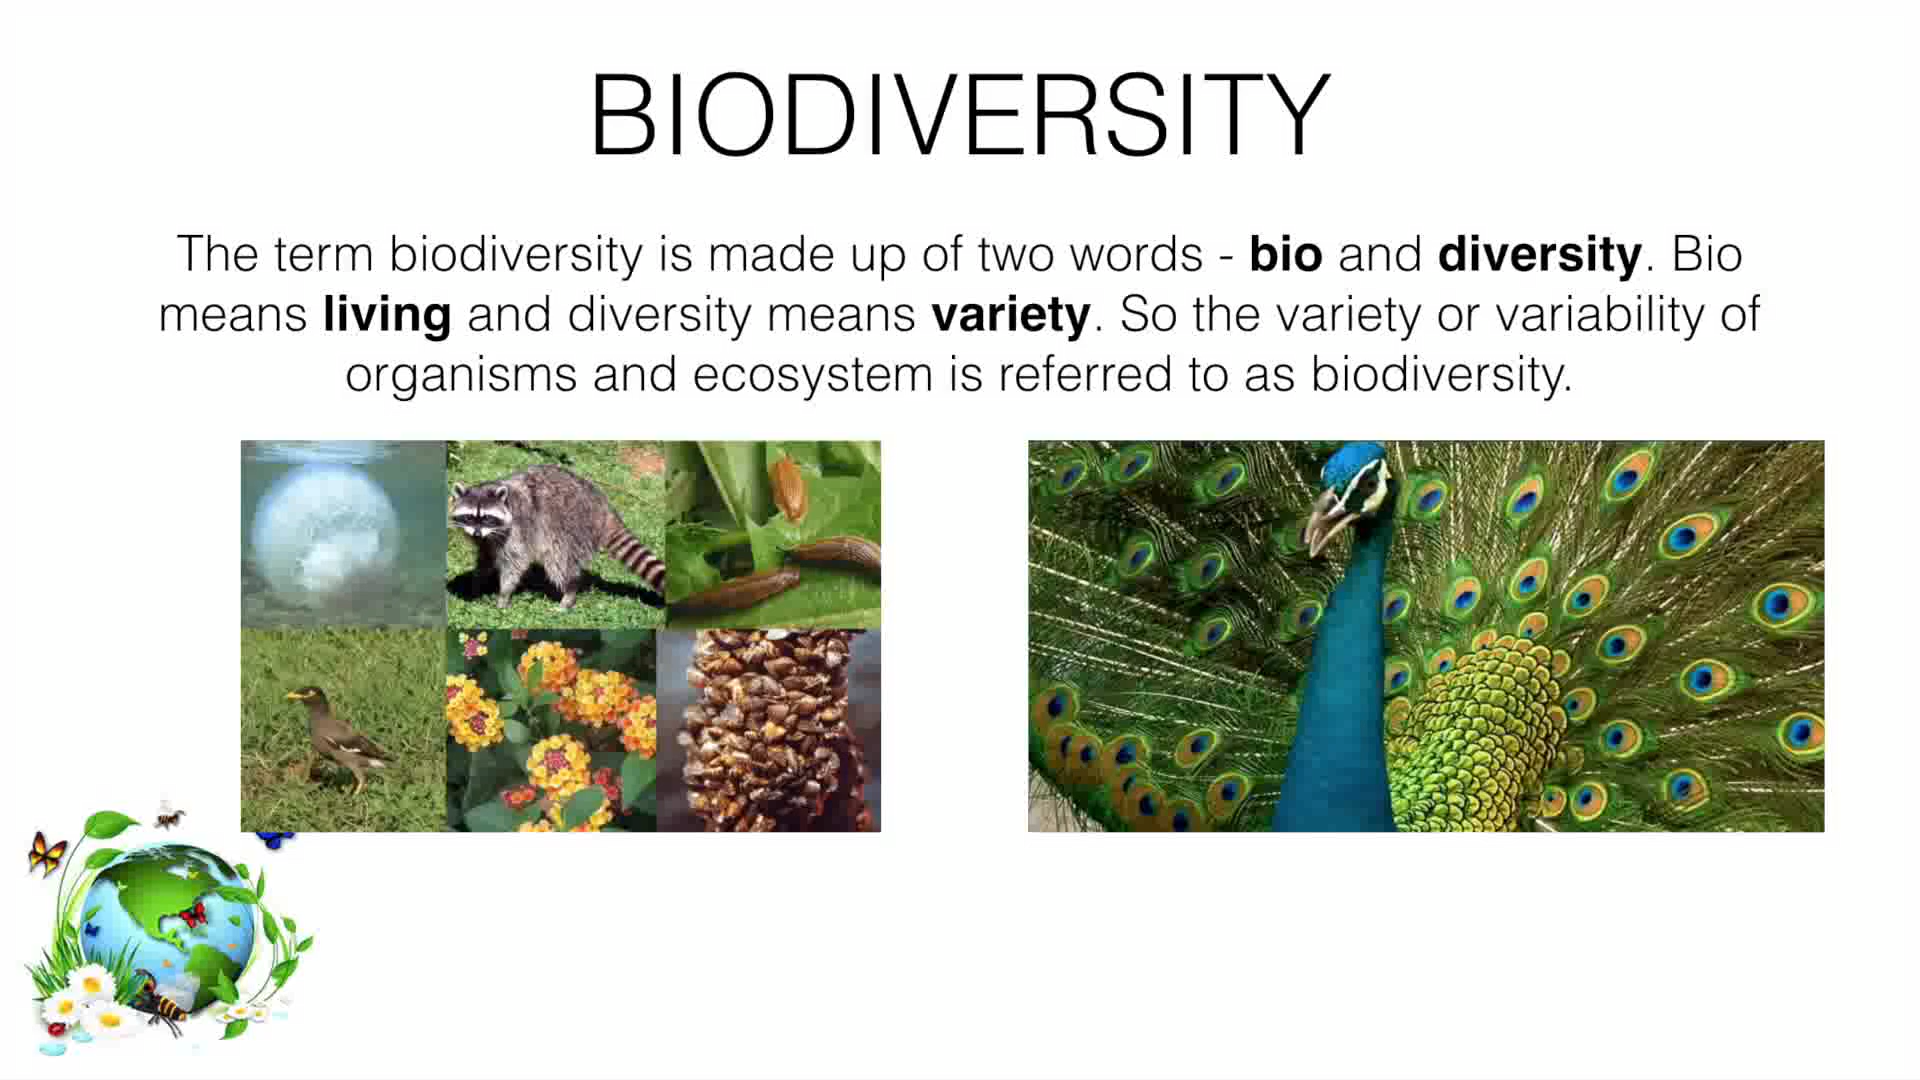 BIODIVERSITY
The term biodiversity is made up of two words - bio and diversity. Bio
means living and diversity means variety. So the variety or variability of
organisms and ecosystem is referred to as biodiversity.